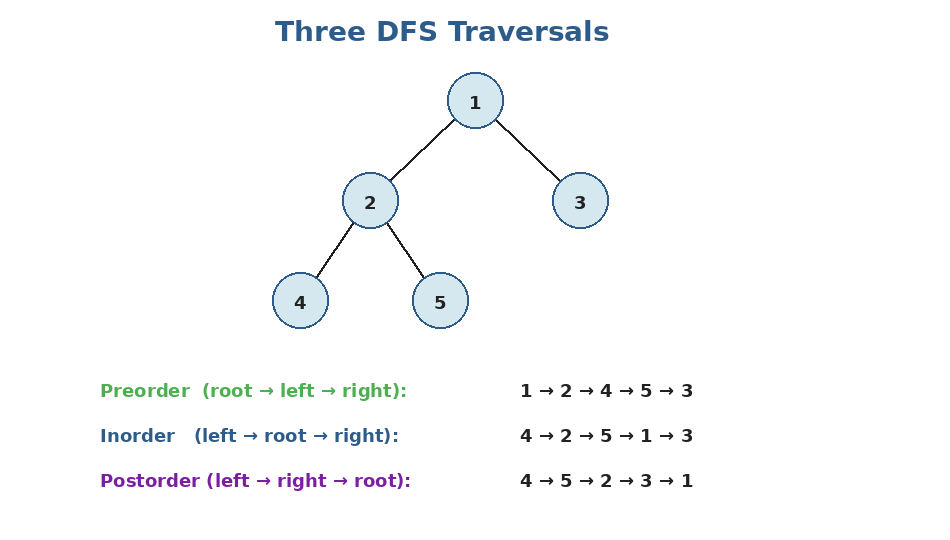 Three DFS Traversals
1
2 3
4 5
Preorder (root → left → right): 1 → 2 → 4 → 5 → 3
Inorder (left → root → right): 4 → 2 → 5 → 1 → 3
Postorder (left → right → root): 4 → 5 → 2 → 3 → 1